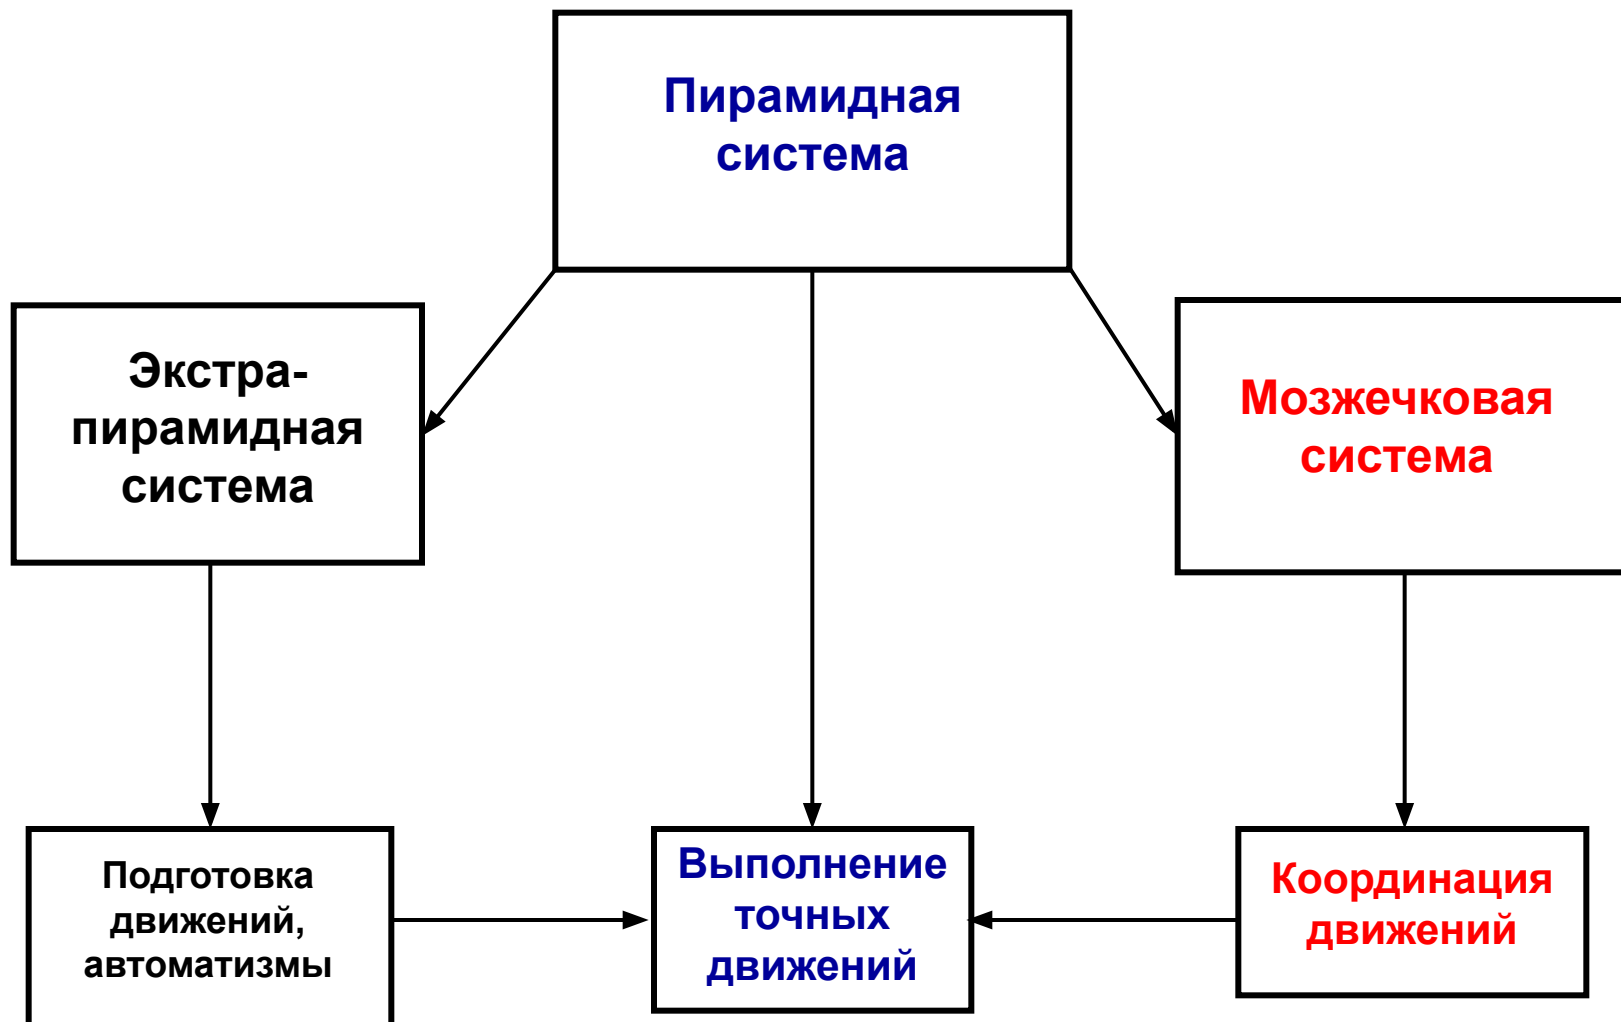 Пирамидная
система
Экстра-
пирамидная
система
Мозжечковая
система
Подготовка
движений,
автоматизмы
Выполнение
точных
движений
Координация
движений